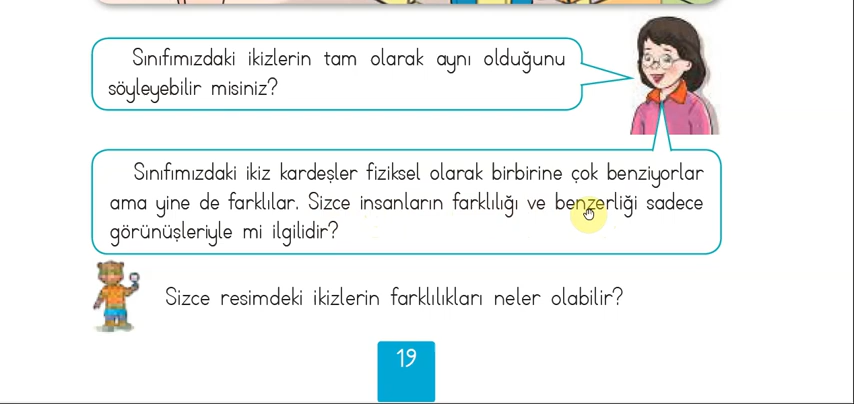 Sınıfımızdaki ikizlerin tam olarak aynı olduğunu
söyleyebilir misiniz?
Sınıfımızdaki ikiz kardeşler fiziksel olarak birbirine çok benziyorlar
ama yine de farklılar. Sizce insanların farklılığı ve benzerliği sadece
görünüşleriyle mi ilgilidir?
Sizce resimdeki ikizlerin farklılıkları neler olabilir?
19